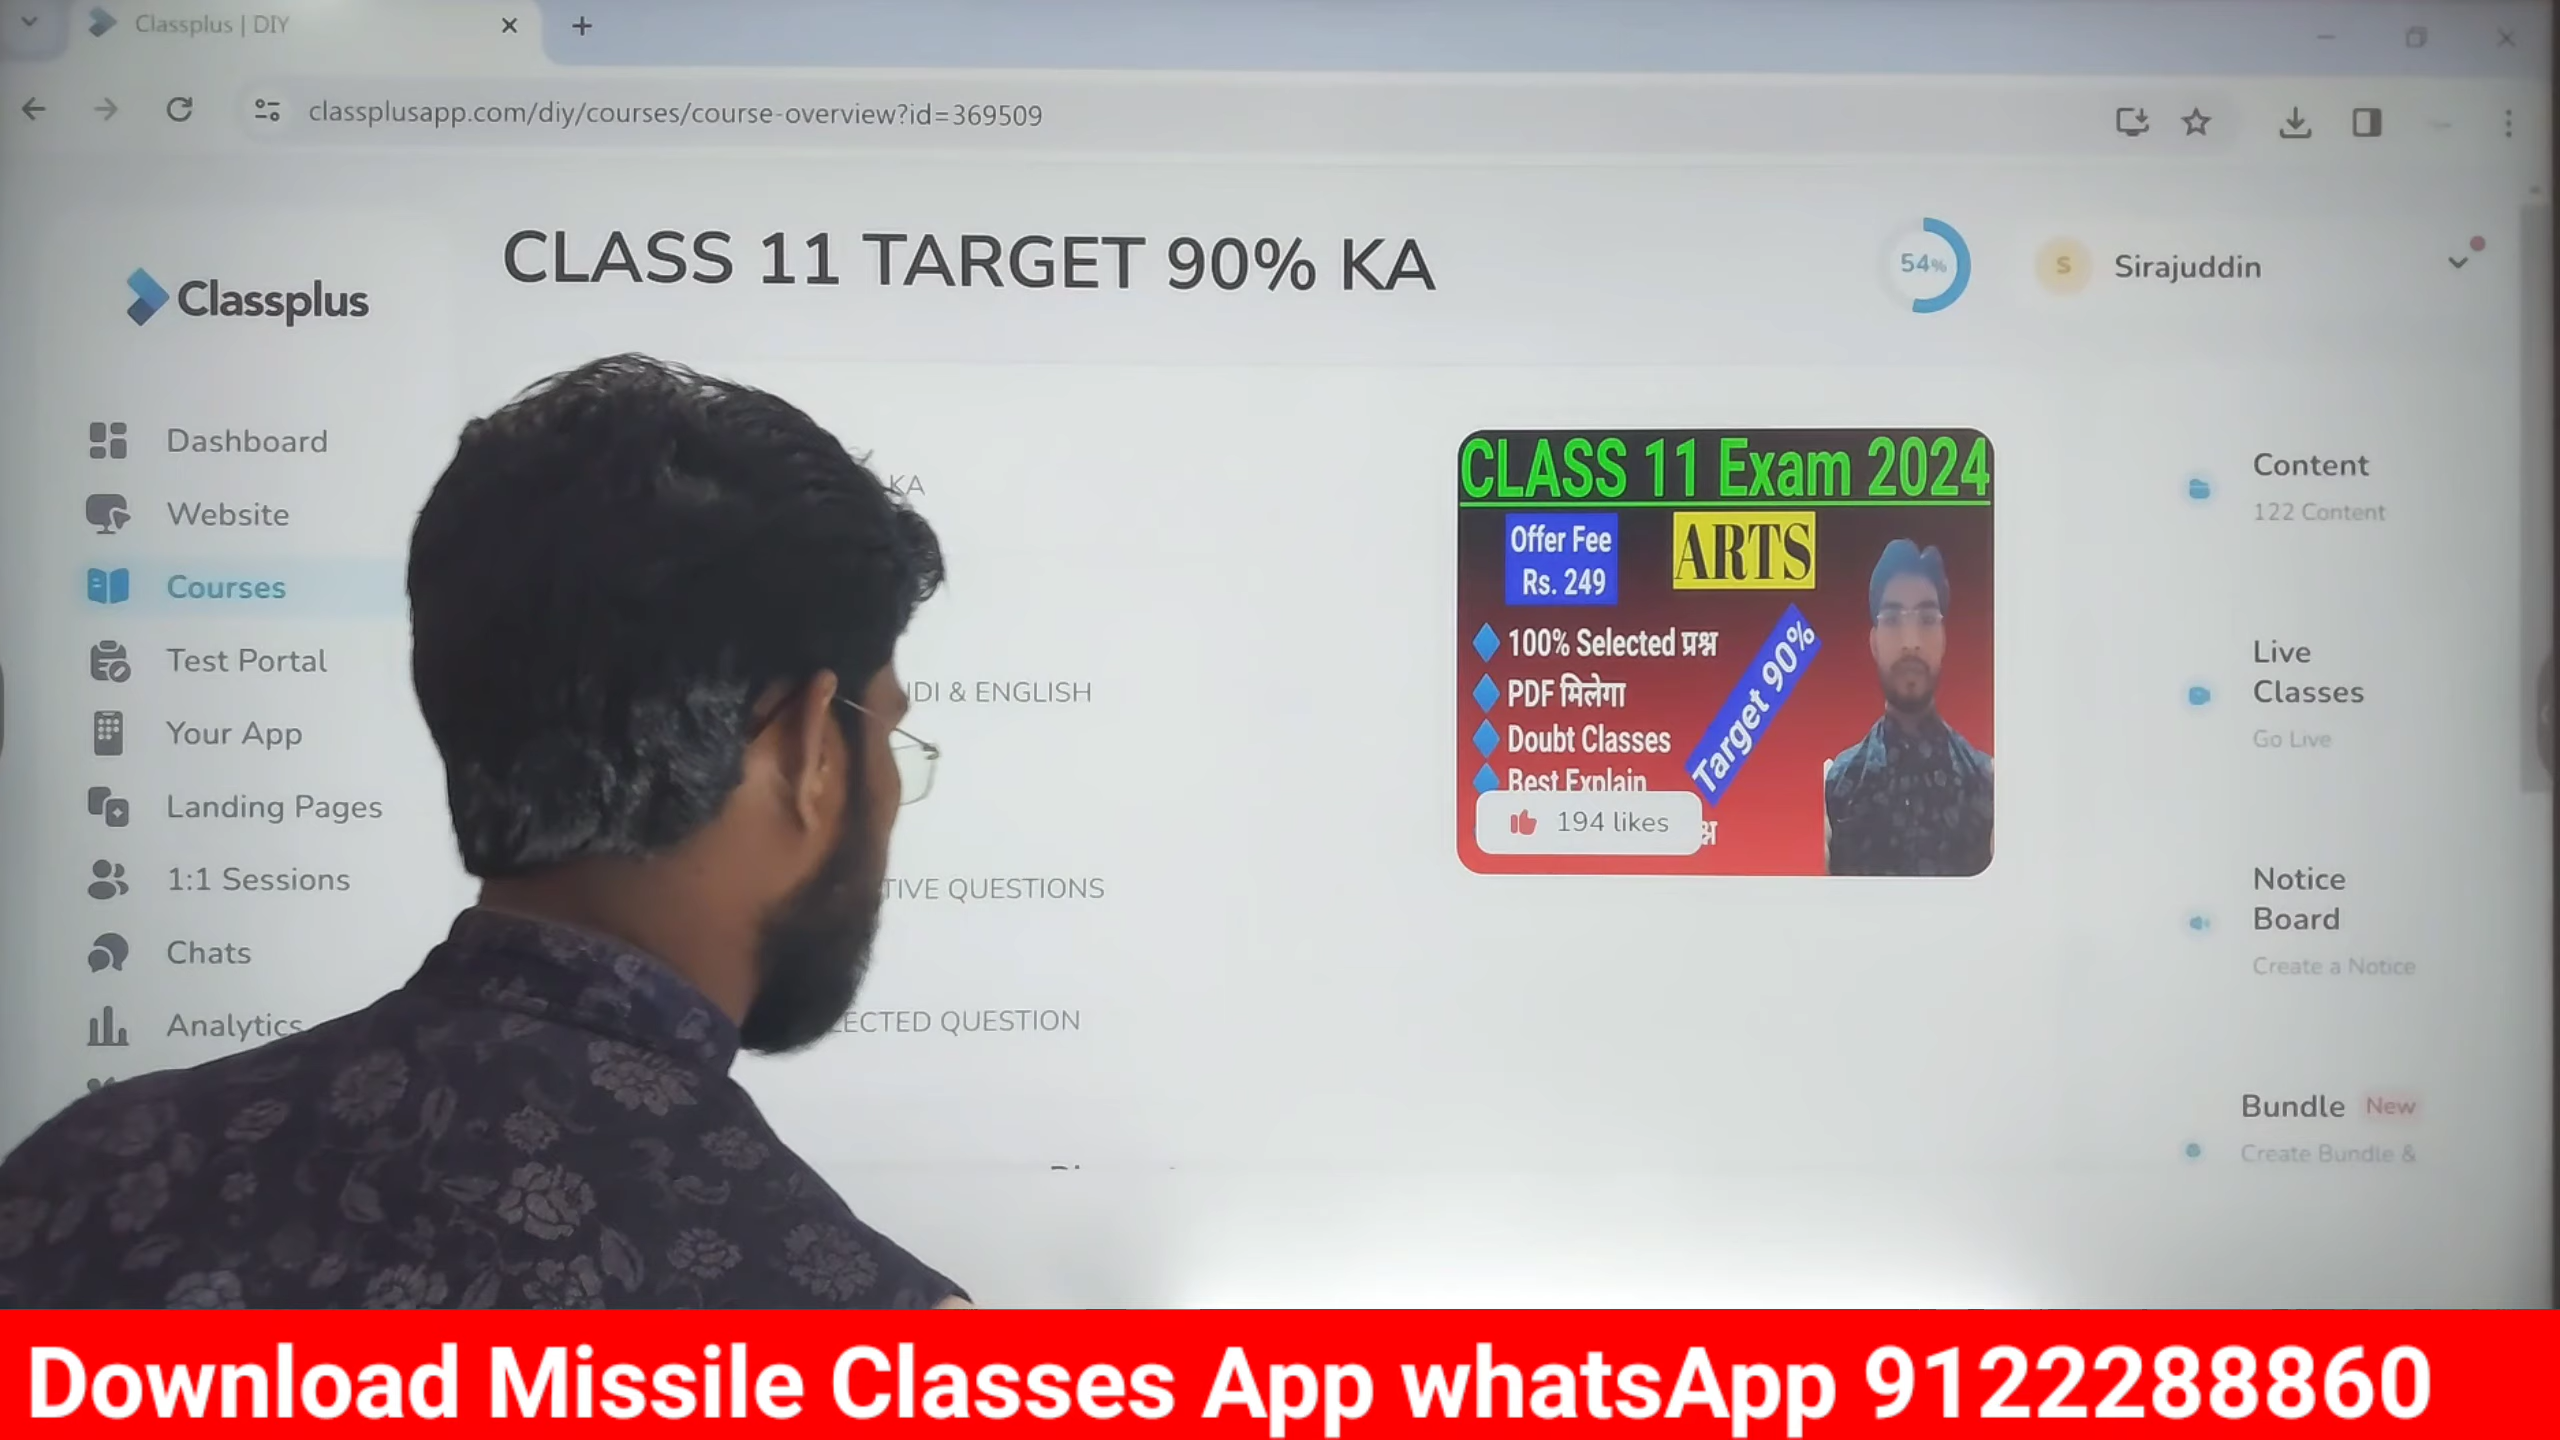 Classplus | DIY
classplusapp.com/diy/courses/course-overview?id=369509
CLASS 11 TARGET 90% KA
54%
S
Sirajuddin
Classplus
Dashboard
Website
Courses
Test Portal
Your App
Landing Pages
1:1 Sessions
Chats
Analytics
KA
& ENGLISH
QUESTIONS
QUESTION
CLASS 11 Exam 2024
Offer Fee
Rs. 249
ARTS
100% Selected प्रश्न
PDF मिलेगा
Doubt Classes
Best Explain
Target 90%
194 likes
Content
122 Content
Live
Classes
Go Live
Notice
Board
Create a Notice
Bundle New
Create Bundle &
Download Missile Classes App whatsApp 9122288860